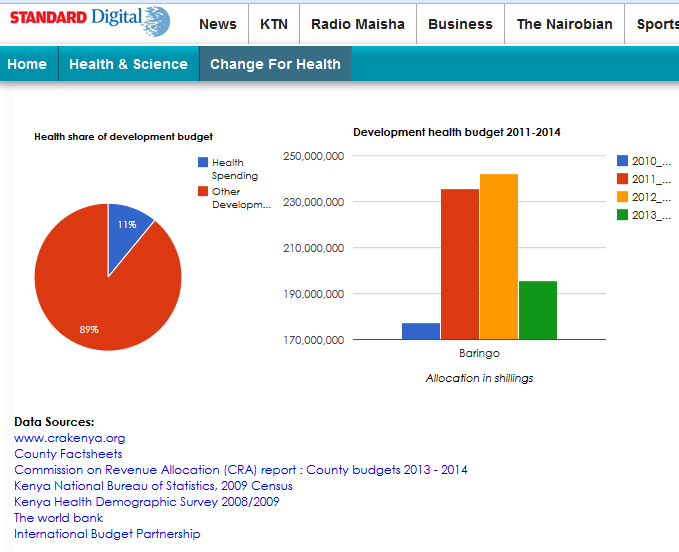 STANDARD Digital
News KTN Radio Maisha Business The Nairobian Sports
Home Health & Science Change For Health
Health share of development budget
Health
Spending
Other
Developm...
11%
89%
Development health budget 2011-2014
250,000,000
230,000,000
210,000,000
190,000,000
170,000,000
2010_...
2011_...
2012_...
2013_...
Baringo
Allocation in shillings
Data Sources:
www.crakenya.org
County Factsheets
Commission on Revenue Allocation (CRA) report : County budgets 2013 - 2014
Kenya National Bureau of Statistics, 2009 Census
Kenya Health Demographic Survey 2008/2009
The world bank
International Budget Partnership